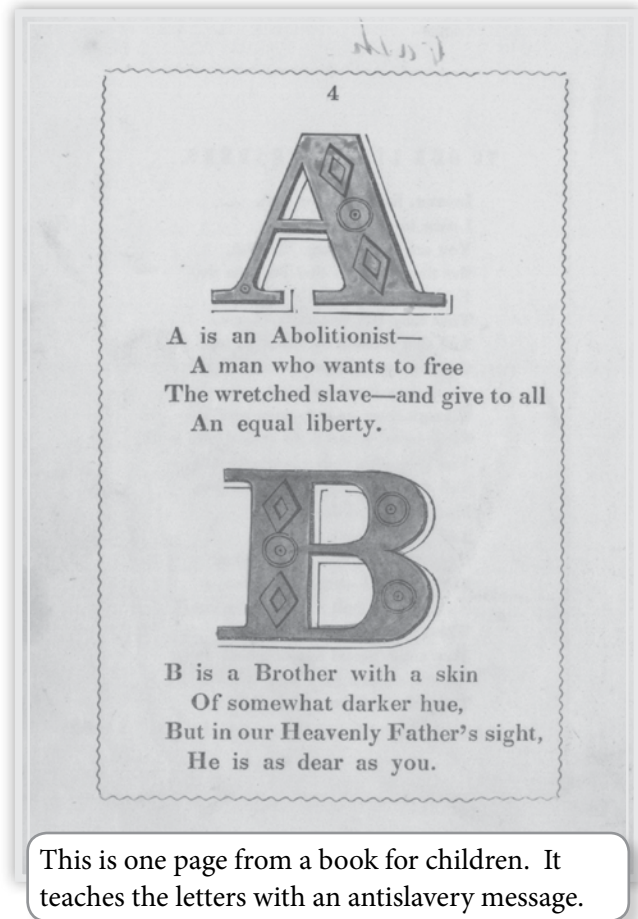 4
A
A is an Abolitionist—
A man who wants to free
The wretched slave—and give to all
An equal liberty.
B
B is a Brother with a skin
Of somewhat darker hue,
But in our Heavenly Father's sight,
He is as dear as you.
This is one page from a book for children. It
teaches the letters with an antislavery message.